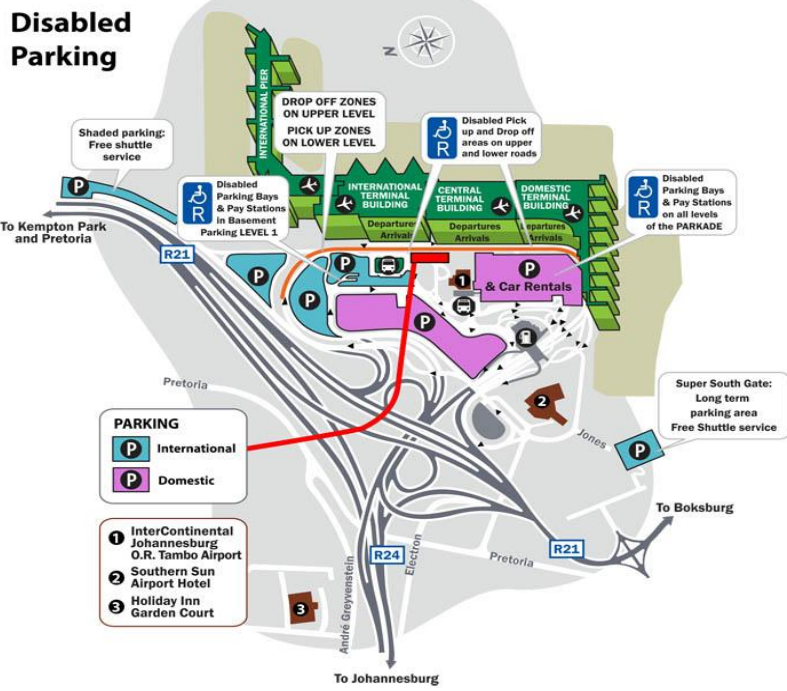 Disabled
Parking
N
INTERNATIONAL PIER
DROP OFF ZONES
ON UPPER LEVEL
PICK UP ZONES
ON LOWER LEVEL
R
Disabled Pick
up and Drop off
areas on upper
and lower roads
Shaded parking:
Free shuttle
service
P
R
Disabled
Parking Bays
& Pay Stations
in Basement
Parking LEVEL 1
INTERNATIONAL
TERMINAL
BUILDING
CENTRAL
TERMINAL
BUILDING
DOMESTIC
TERMINAL
BUILDING
R
Disabled
Parking Bays
& Pay Stations
on all levels
of the PARKADE
Departures
Arrivals
Departures
Arrivals
Departures
Arrivals
To Kempton Park
and Pretoria
R21
P
P
P
1
P
& Car Rentals
P
2
Pretoria
Super South Gate:
Long term
parking area
Free Shuttle service
Jones
P
PARKING
P International
P Domestic
1 InterContinental
Johannesburg
O.R. Tambo Airport
2 Southern Sun
Airport Hotel
3 Holiday Inn
Garden Court
To Boksburg
R21
R24
Pretoria
Electron
André Greyvenstein
3
To Johannesburg